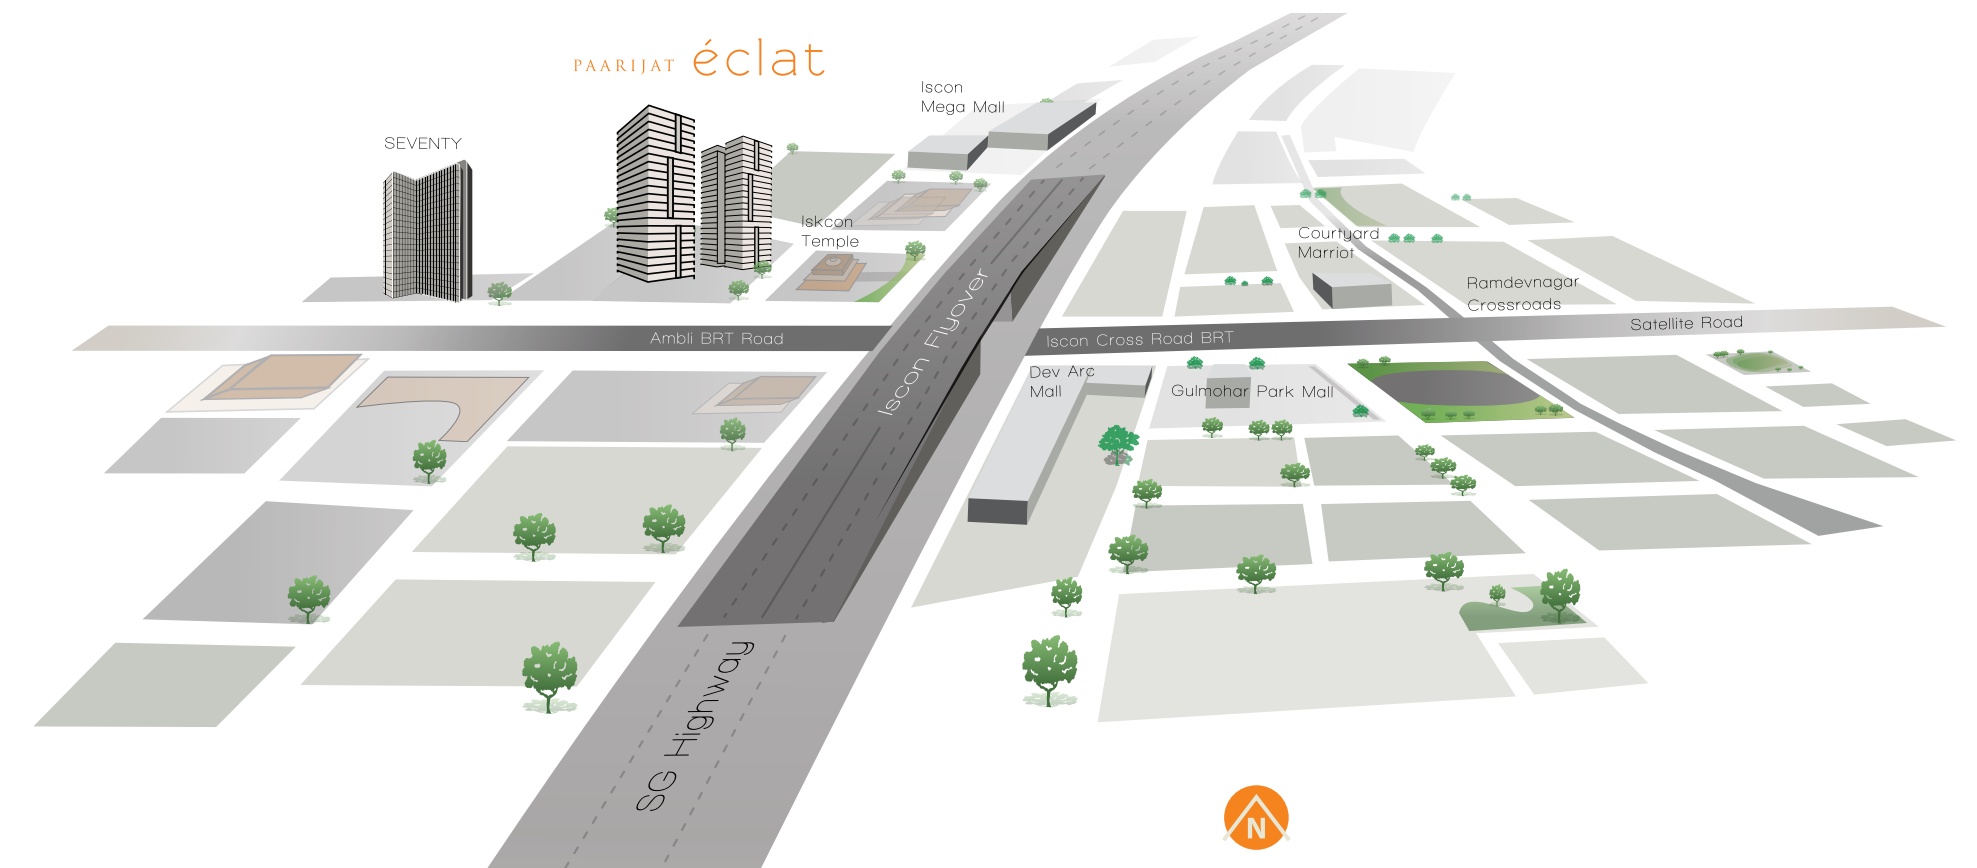 PAARIJAT éclat
Iscon
Mega Mall
SEVENTY
Iskcon
Temple
Courtyard
Marriot
Ramdevnagar
Crossroads
Iscon Flyover
Ambli BRT Road
Iscon Cross Road BRT
Satellite Road
Dev Arc
Mall
Gulmohar Park Mall
SG Highway
N